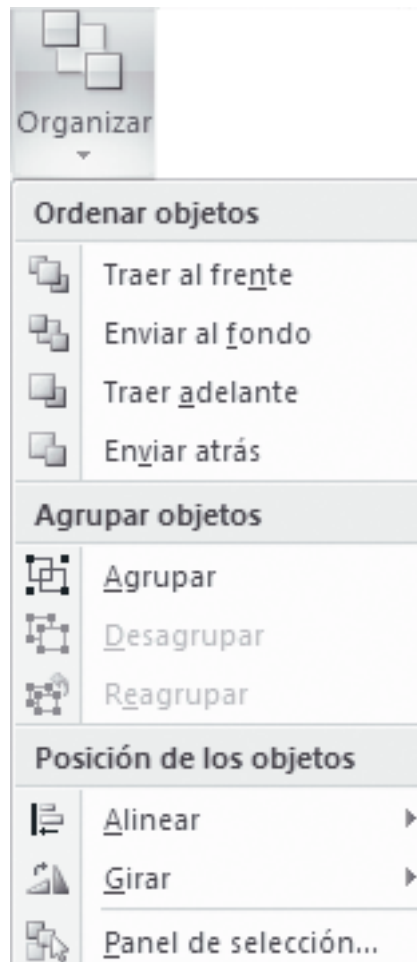 Organizar
Ordenar objetos
Traer al frente
Enviar al fondo
Traer adelante
Enviar atrás
Agrupar objetos
Agrupar
Desagrupar
Reagrupar
Posición de los objetos
Alinear
Girar
Panel de selección...